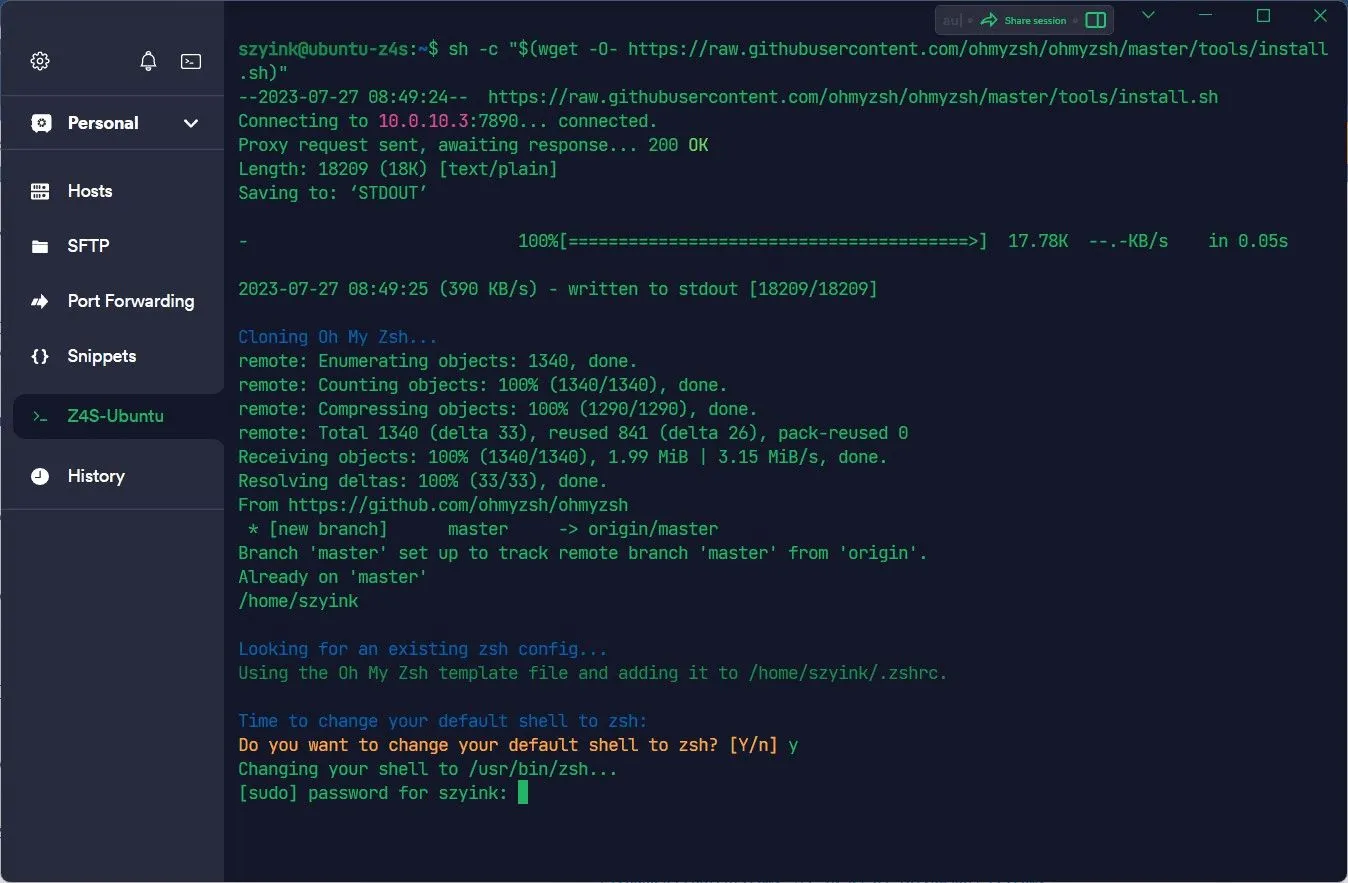 Share session
Personal
Hosts
SFTP
Port Forwarding
Snippets
Z4S-Ubuntu
History
szyink@ubuntu-z4s:~$ sh -c "$(wget -O- https://raw.githubusercontent.com/ohmyzsh/ohmyzsh/master/tools/install
.sh)"
--2023-07-27 08:49:24--  https://raw.githubusercontent.com/ohmyzsh/ohmyzsh/master/tools/install.sh
Connecting to 10.0.10.3:7890... connected.
Proxy request sent, awaiting response... 200 OK
Length: 18209 (18K) [text/plain]
Saving to: ‘STDOUT’
-                           100%[========================================>]  17.78K  --.-KB/s    in 0.05s
2023-07-27 08:49:25 (390 KB/s) - written to stdout [18209/18209]
Cloning Oh My Zsh...
remote: Enumerating objects: 1340, done.
remote: Counting objects: 100% (1340/1340), done.
remote: Compressing objects: 100% (1290/1290), done.
remote: Total 1340 (delta 33), reused 841 (delta 26), pack-reused 0
Receiving objects: 100% (1340/1340), 1.99 MiB | 3.15 MiB/s, done.
Resolving deltas: 100% (33/33), done.
From https://github.com/ohmyzsh/ohmyzsh
 * [new branch]      master     -> origin/master
Branch 'master' set up to track remote branch 'master' from 'origin'.
Already on 'master'
/home/szyink
Looking for an existing zsh config...
Using the Oh My Zsh template file and adding it to /home/szyink/.zshrc.
Time to change your default shell to zsh:
Do you want to change your default shell to zsh? [Y/n] y
Changing your shell to /usr/bin/zsh...
[sudo] password for szyink: